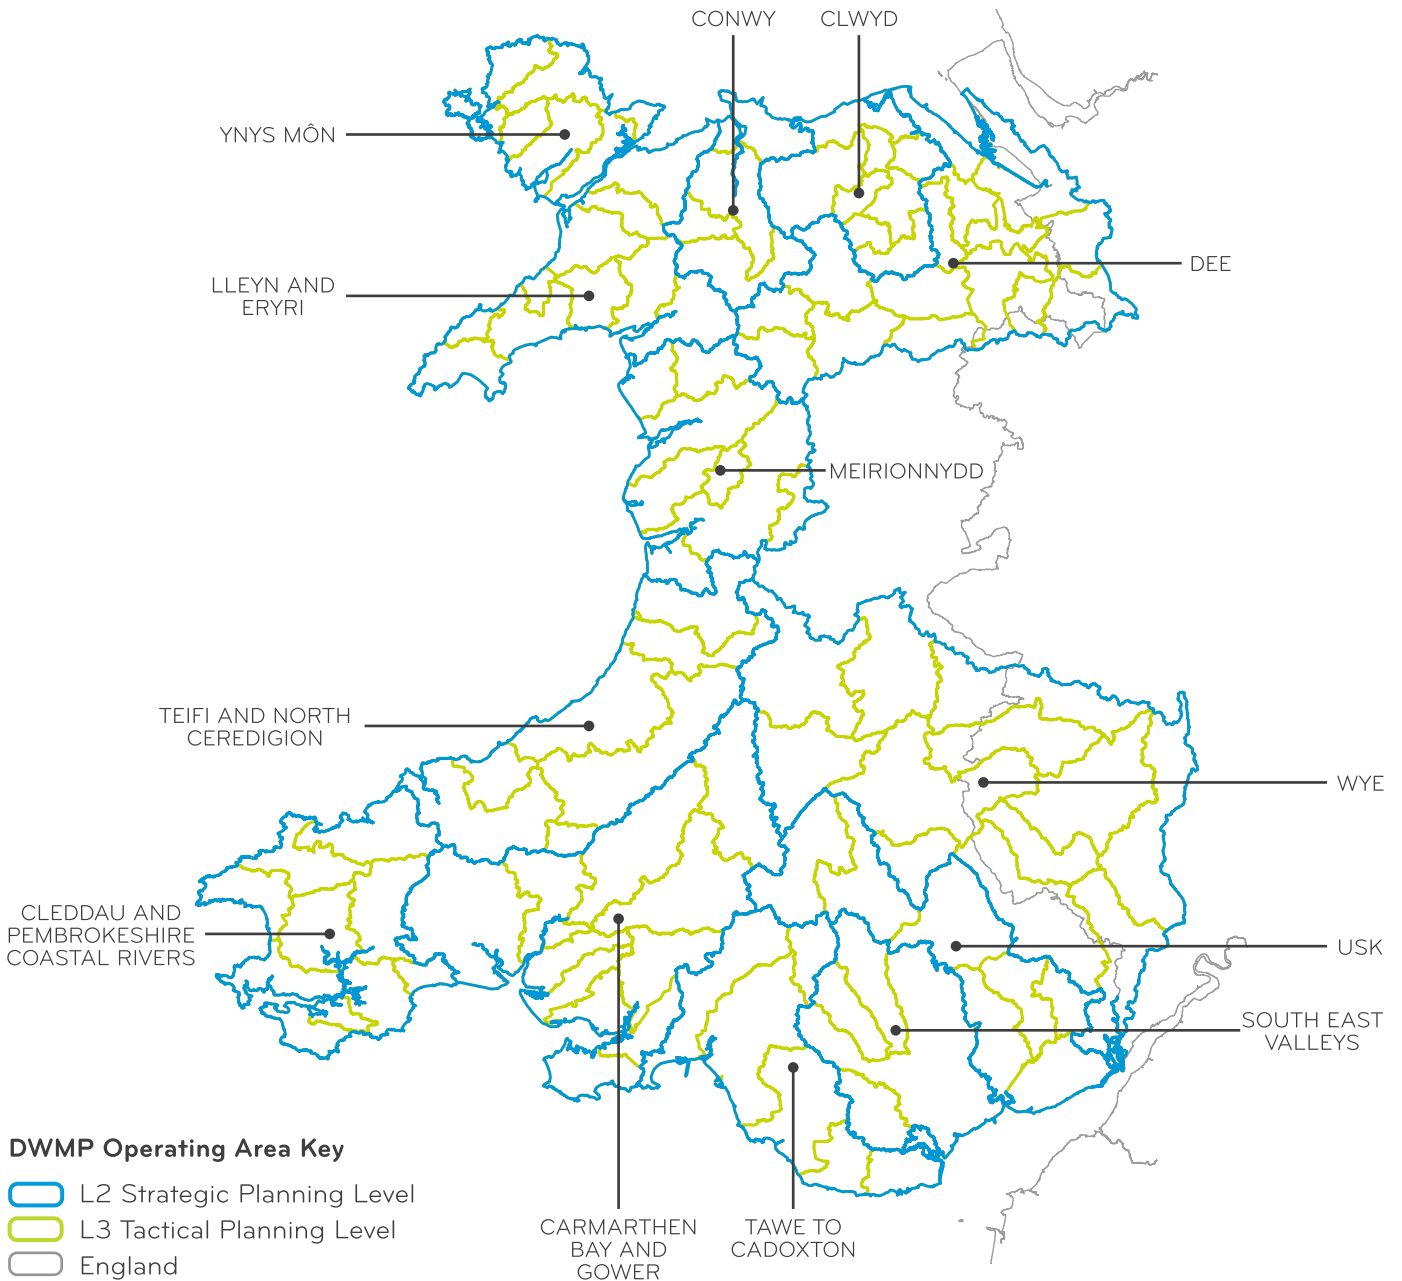 CONWY
CLWYD
YNYS MÔN
DEE
LLEYN AND
ERYRI
MEIRIONNYDD
TEIFI AND NORTH
CEREDIGION
WYE
CLEDDAU AND
PEMBROKESHIRE
COASTAL RIVERS
USK
SOUTH EAST
VALLEYS
DWMP Operating Area Key
L2 Strategic Planning Level
L3 Tactical Planning Level
England
CARMARTHEN
BAY AND
GOWER
TAWE TO
CADOXTON